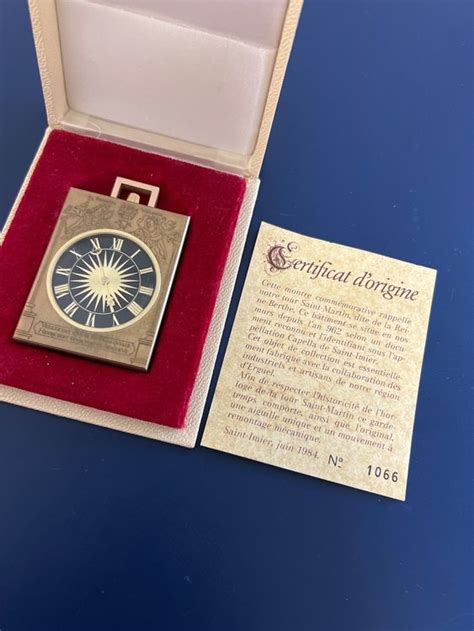 XII
Certificat d'origine
Cette montre commémorative rappelle
notre tour Saint-Martin, dite de la Rei-
ne Berthe. Ce bâtiment se situe en nos
murs depuis l'an 962 selon un docu-
ment reconnu et l'identifiant sous l'ap-
pellation Capella de Saint-Imier.
Cet objet de collection est essentielle-
ment fabriqué avec la collaboration des
industriels et artisans de notre région
d'Erguel.
Afin de respecter l'historicité de l'hor-
loge de la tour Saint-Martin ce garde-
temps comporte, ainsi que l'original,
une aiguille unique et un mouvement à
remontage mécanique.
Saint-Imier, juin 1984. No 1066